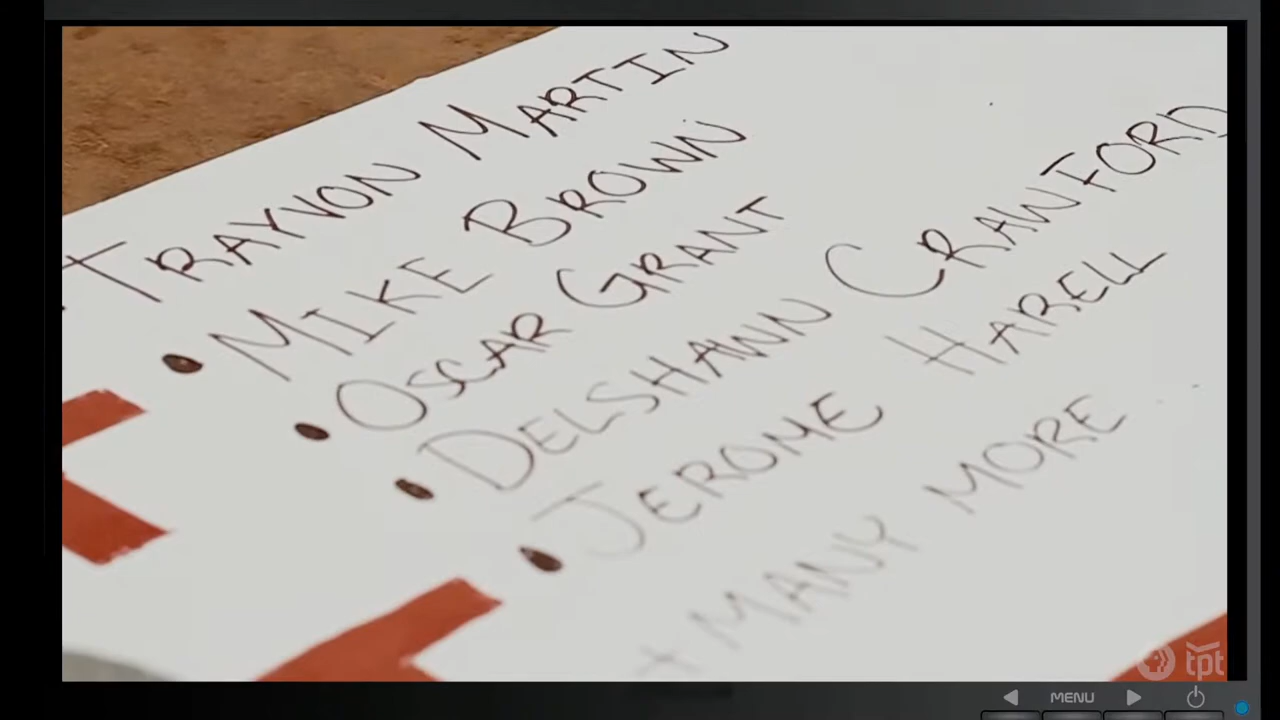 • TRAYVON MARTIN
• MIKE BROWN
• OSCAR GRANT
• DELSHAWN CRAWFORD
• JEROME HARELL
+ MANY MORE
tpt
MENU